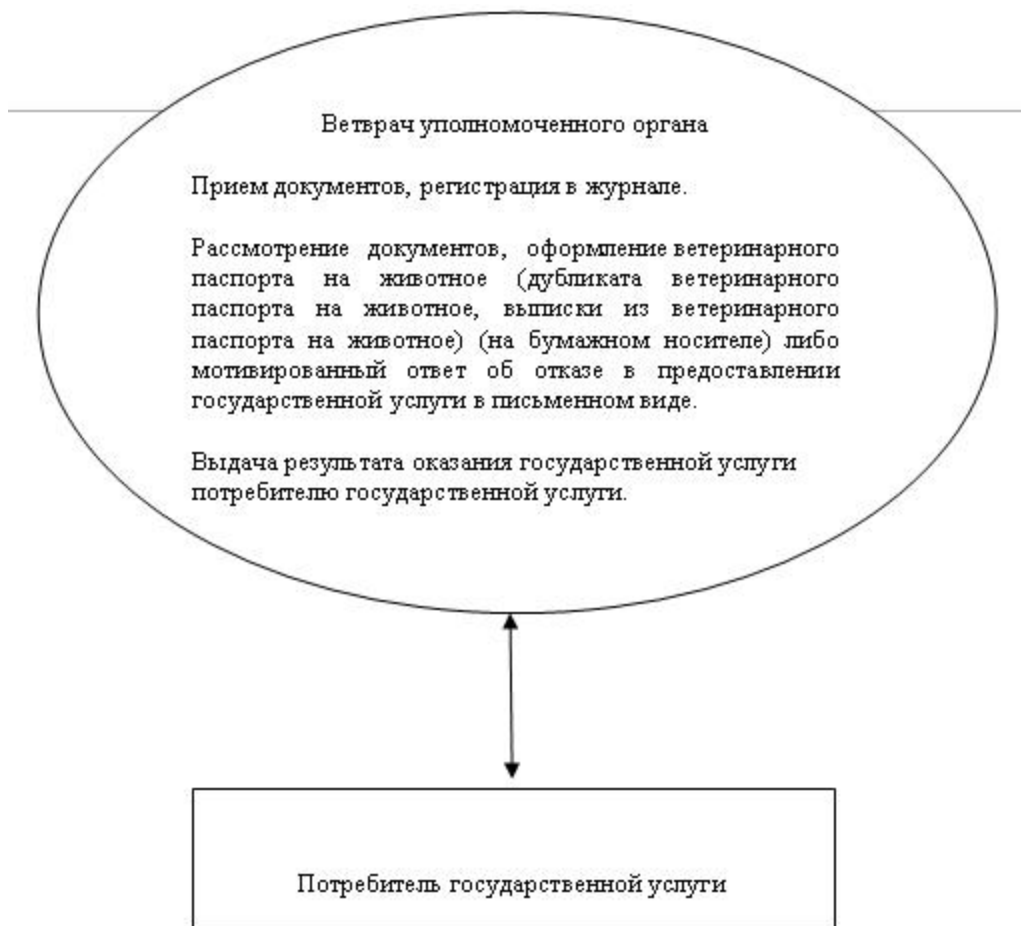 Ветврач уполномоченного органа
Прием документов, регистрация в журнале.
Рассмотрение документов, оформление ветеринарного
паспорта на животное (дубликата ветеринарного
паспорта на животное, выписки из ветеринарного
паспорта на животное) (на бумажном носителе) либо
мотивированный ответ об отказе в предоставлении
государственной услуги в письменном виде.
Выдача результата оказания государственной услуги
потребителю государственной услуги.
Потребитель государственной услуги